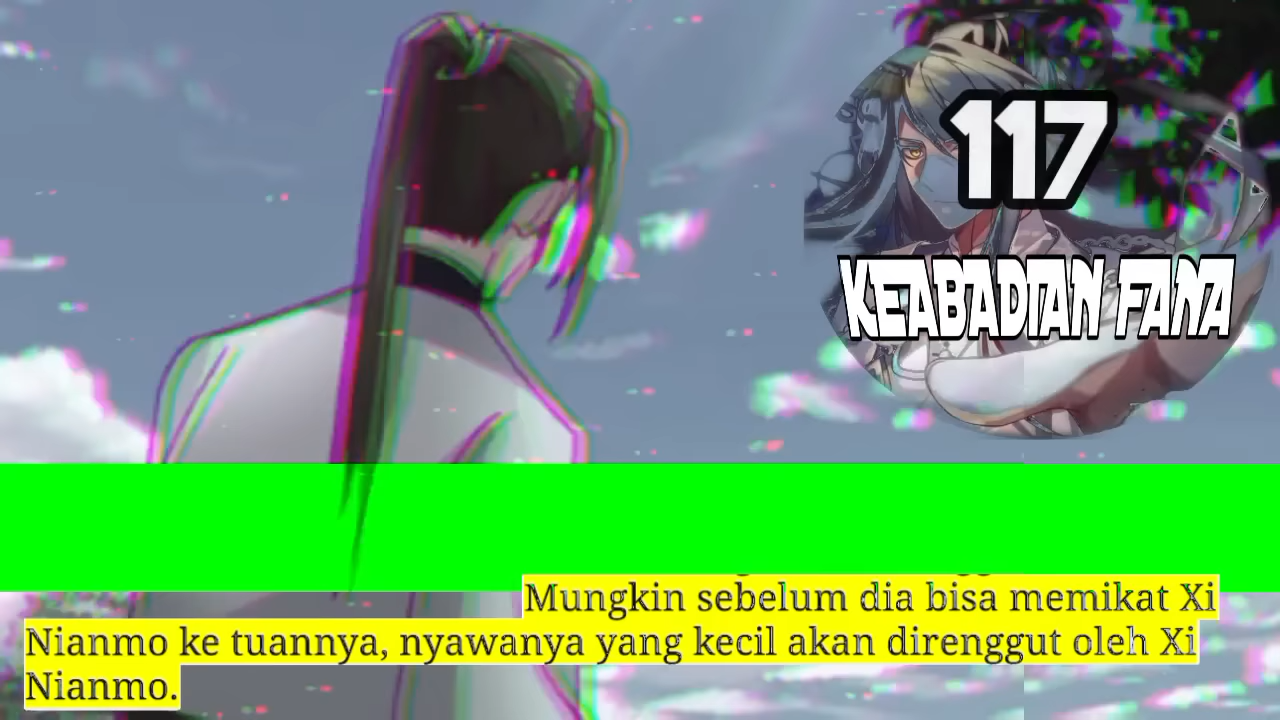 117
KEABADIAN FANA
Mungkin sebelum dia bisa memikat Xi
Nianmo ke tuannya, nyawanya yang kecil akan direnggut oleh Xi
Nianmo.